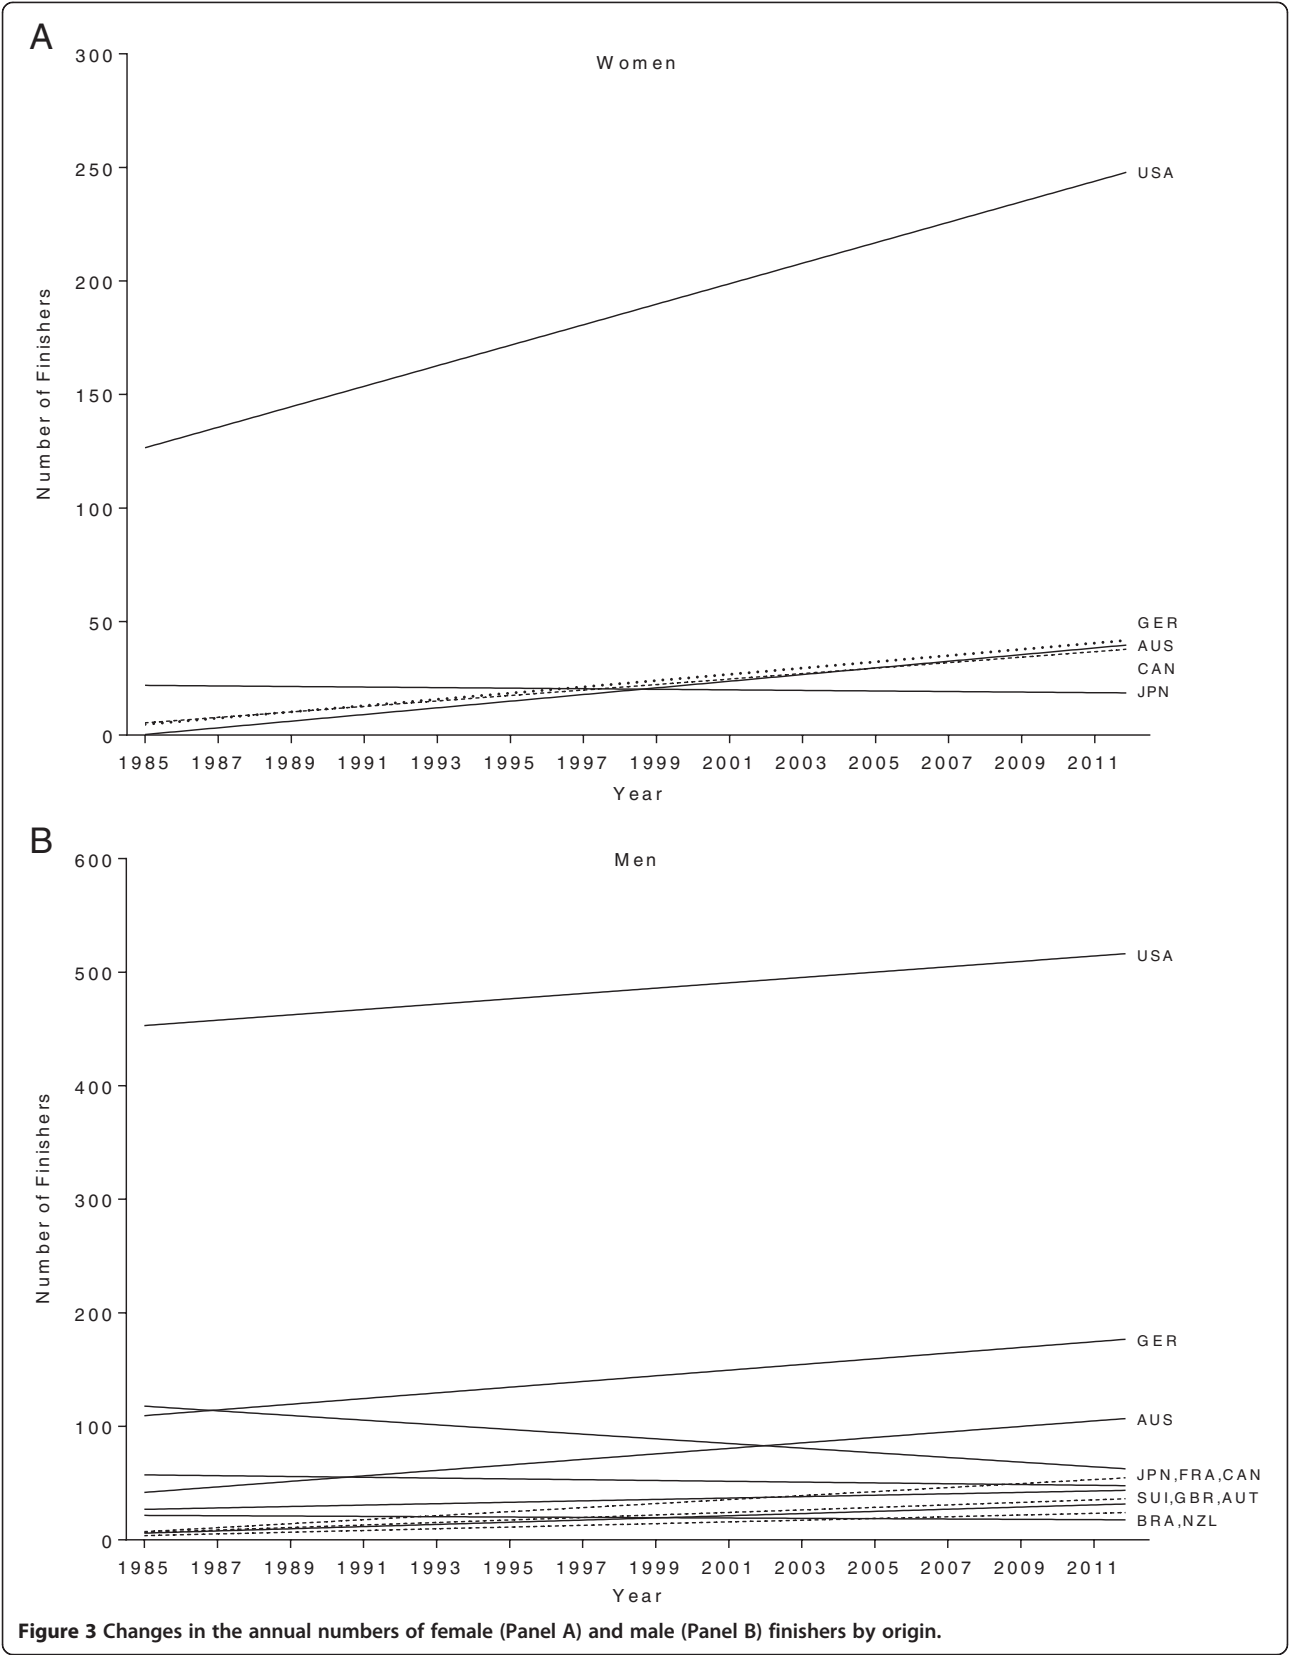 A
Women
300
250
200
150
100
50
0
Number of Finishers
USA
GER
AUS
CAN
JPN
1985 1987 1989 1991 1993 1995 1997 1999 2001 2003 2005 2007 2009 2011
Year
B
Men
600
500
400
300
200
100
0
Number of Finishers
USA
GER
AUS
JPN,FRA,CAN
SUI,GBR,AUT
BRA,NZL
1985 1987 1989 1991 1993 1995 1997 1999 2001 2003 2005 2007 2009 2011
Year
Figure 3 Changes in the annual numbers of female (Panel A) and male (Panel B) finishers by origin.